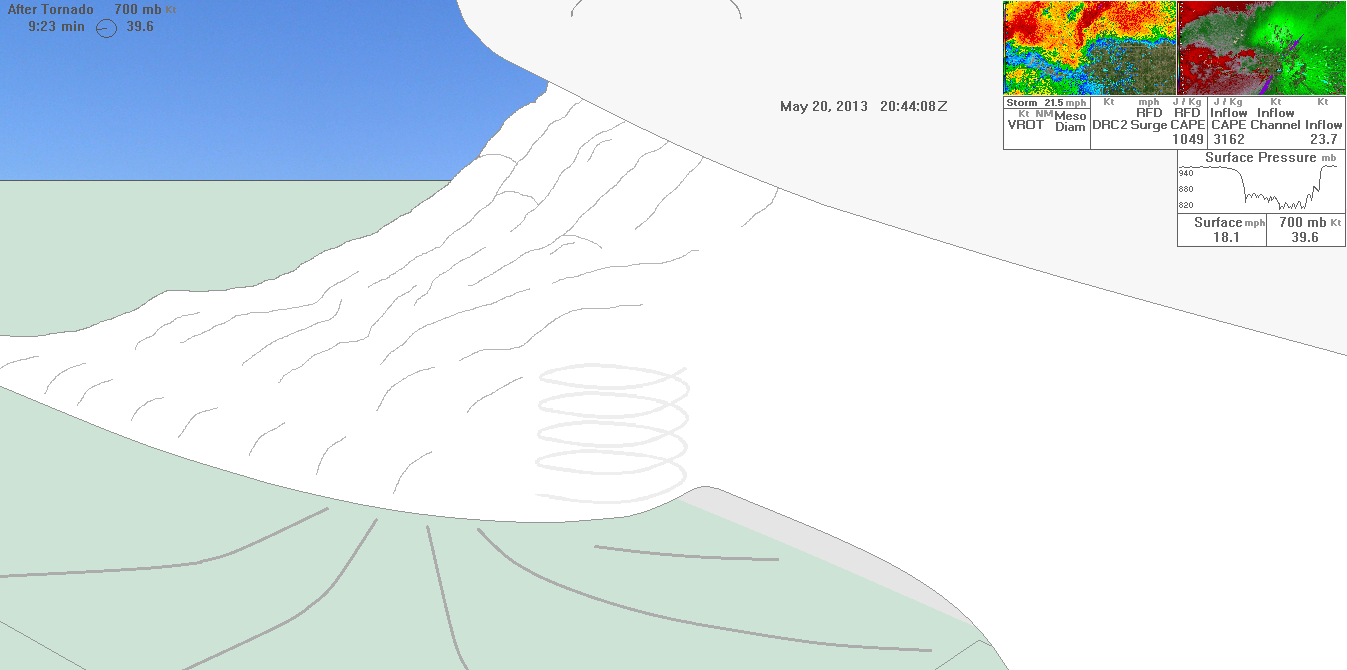 After Tornado 700 mb Kt
9:23 min 39.6
May 20, 2013 20:44:08Z
Storm 21.5 mph
Kt NM
VROT Meso Diam
Kt mph J / Kg
DRC2 RFD Surge RFD CAPE
1049
J / Kg Kt Kt
Inflow CAPE Inflow Channel Inflow
3162 23.7
Surface Pressure mb
940
880
820
Surface mph 700 mb Kt
18.1 39.6